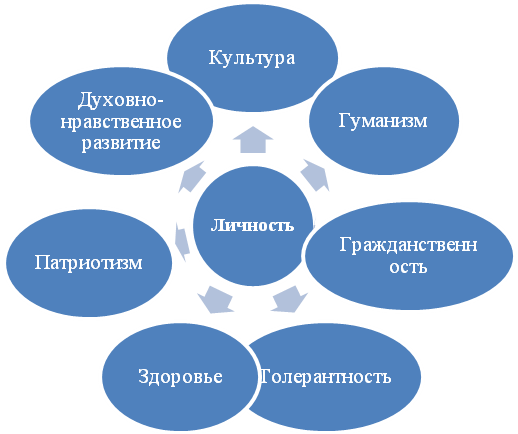 Культура
Духовно-
нравственное
развитие
Гуманизм
Личность
Гражданственн
ость
Патриотизм
Здоровье
Толерантность